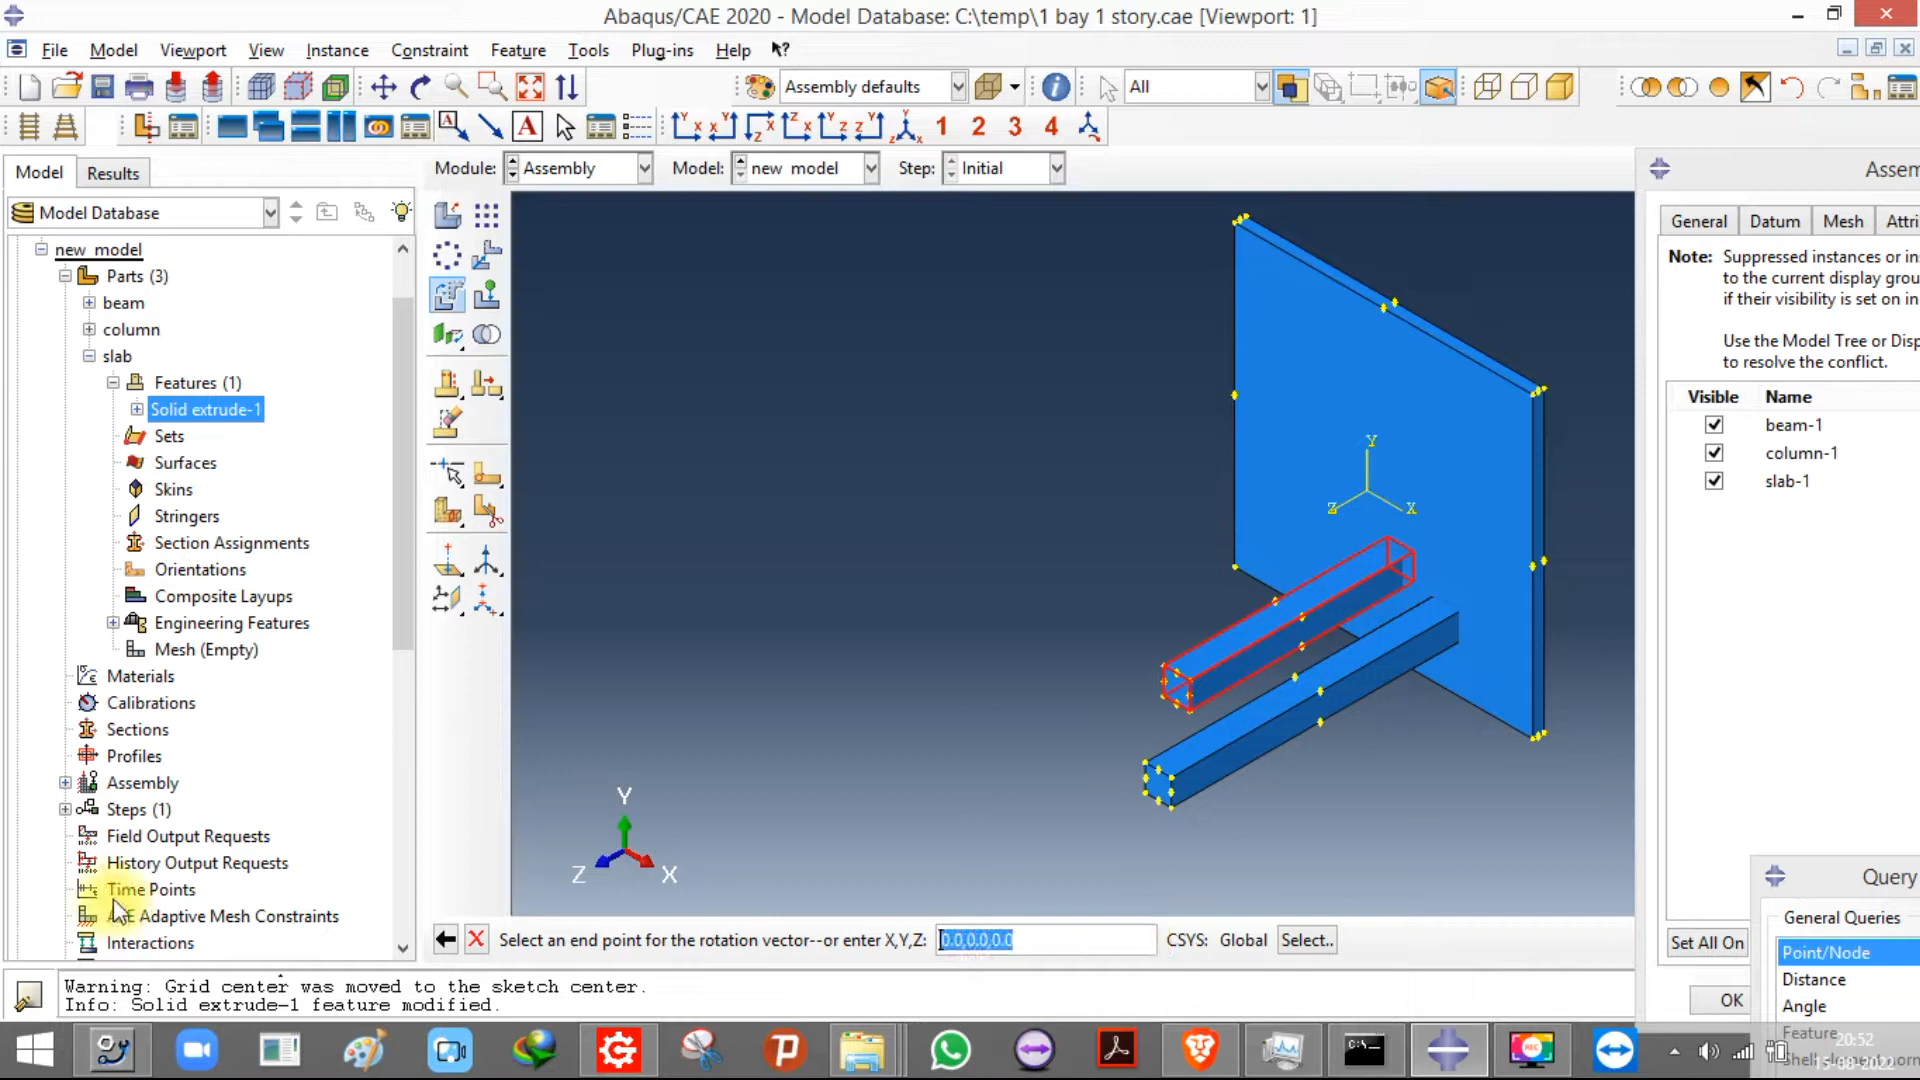 Abaqus/CAE 2020 - Model Database: C:\temp\1 bay 1 story.cae [Viewport: 1]
File Model Viewport View Instance Constraint Feature Tools Plug-ins Help
Assembly defaults
All
1 2 3 4
Model Results
Module: Assembly Model: new model Step: Initial
Model Database
new model
Parts (3)
beam
column
slab
Features (1)
Solid extrude-1
Sets
Surfaces
Skins
Stringers
Section Assignments
Orientations
Composite Layups
Engineering Features
Mesh (Empty)
Materials
Calibrations
Sections
Profiles
Assembly
Steps (1)
Field Output Requests
History Output Requests
Time Points
Adaptive Mesh Constraints
Interactions
Y
Z
X
Y
Z
X
Select an end point for the rotation vector--or enter X,Y,Z: 0.0,0.0,0.0 CSYS: Global Select..
Warning: Grid center was moved to the sketch center.
Info: Solid extrude-1 feature modified.
Assem
General Datum Mesh Attri
Note: Suppressed instances or in
to the current display grou
if their visibility is set on in
Use the Model Tree or Disp
to resolve the conflict.
Visible Name
beam-1
column-1
slab-1
Set All On
OK
Query
General Queries
Point/Node
Distance
Angle
Feature
20:52